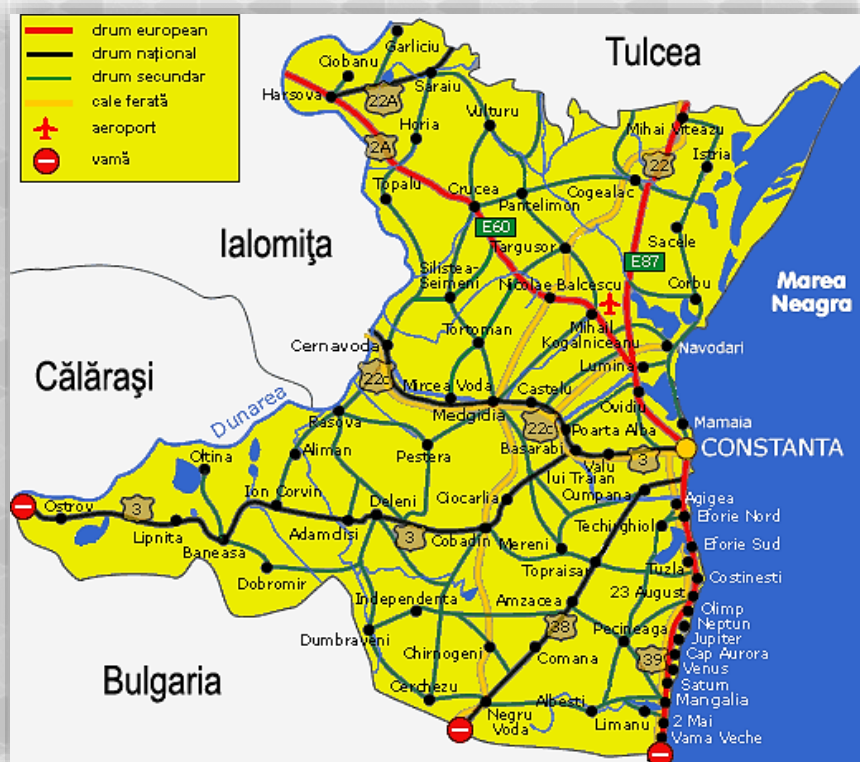 drum european
drum național
drum secundar
cale ferată
aeroport
vamă
Tulcea
Garliciu
Ciobanu
Saraiu
Harsova
22A
Vulturu
Horia
Mihai Viteazu
2A
22
Istria
Topalu
Crucea
Cogealac
Pantelimon
E60
Ialomiţa
Targusor
Sacele
E87
Silistea-
Seimeni
Nicolae Balcescu
Corbu
Marea
Neagra
Tortoman
Mihail
Kogalniceanu
Cernavoda
Navodari
Lumina
Călăraşi
22c
Mircea Voda
Castelu
Dunarea
Medgidia
Ovidiu
Rasova
22c
Poarta Alba
Mamaia
Oltina
Aliman
Pestera
Basarabi
CONSTANTA
Valu
lui Traian
3
Ion Corvin
Ciocarlia
Cumpana
Deleni
Agigea
Ostrov
3
Eforie Nord
Lipnita
Adamclisi
3
Cobadin
Techirghiol
Baneasa
Mereni
Eforie Sud
Topraisar
Tuzla
Dobromir
Costinesti
23 August
Independenta
Amzacea
Olimp
Neptun
38
Pecineaga
Jupiter
Dumbraveni
Chirnogeni
Comana
39
Cap Aurora
Venus
Bulgaria
Cerchezu
Saturn
Albesti
Mangalia
Negru
Voda
Limanu
2 Mai
Vama Veche